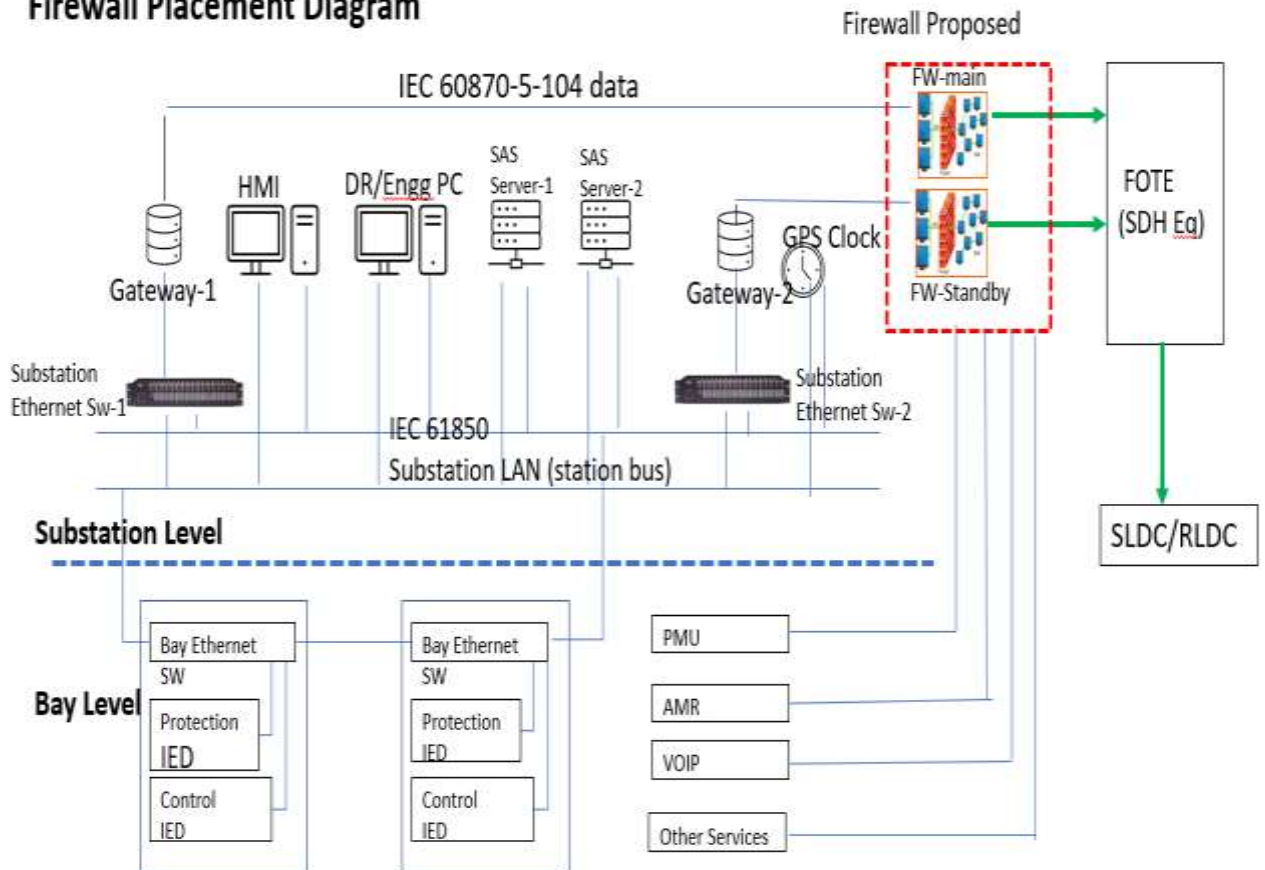 Firewall Placement Diagram
Firewall Proposed
IEC 60870-5-104 data
FW-main
FOTE
(SDH Eq)
HMI
DR/Engg PC
SAS
Server-1
SAS
Server-2
GPS Clock
Gateway-1
Gateway-2
FW-Standby
Substation
Ethernet Sw-1
Substation
Ethernet Sw-2
IEC 61850
Substation LAN (station bus)
Substation Level
SLDC/RLDC
Bay Level
Bay Ethernet
SW
Protection
IED
Control
IED
Bay Ethernet
SW
Protection
IED
Control
IED
PMU
AMR
VOIP
Other Services